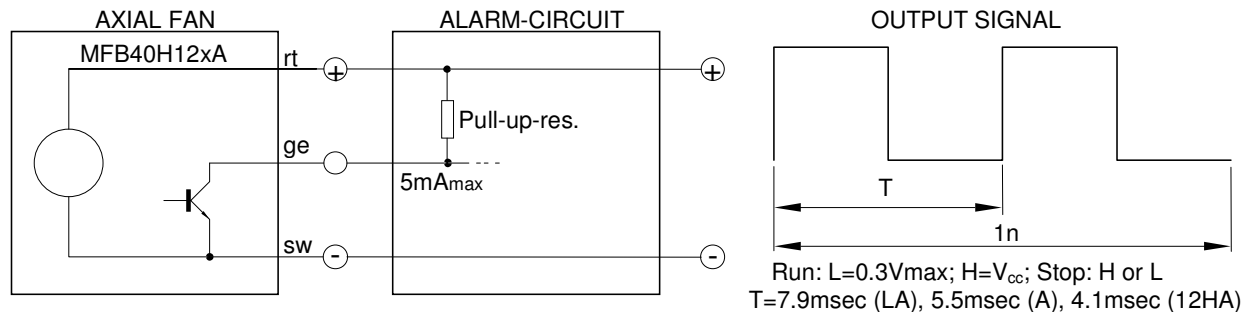 AXIAL FAN
MFB40H12xA
rt
+
ge
sw
-
ALARM-CIRCUIT
+
Pull-up-res.
5mAmax
-
OUTPUT SIGNAL
T
1n
Run: L=0.3Vmax; H=Vcc; Stop: H or L
T=7.9msec (LA), 5.5msec (A), 4.1msec (12HA)